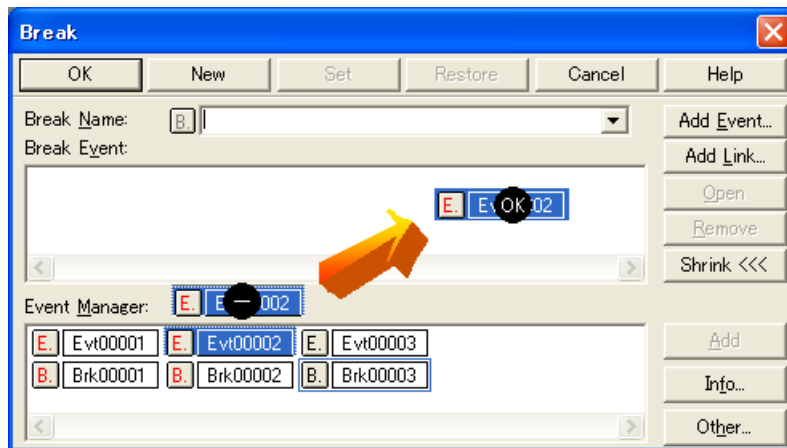 Break
OK New Set Restore Cancel Help
Break Name: B. Add Event...
Break Event: Add Link...
E. Ev OK 02 Open
Remove
Shrink <<<
Event Manager: E. E 002
E. Evt00001 E. Evt00002 E. Evt00003 Add
B. Brk00001 B. Brk00002 B. Brk00003 Info...
Other...